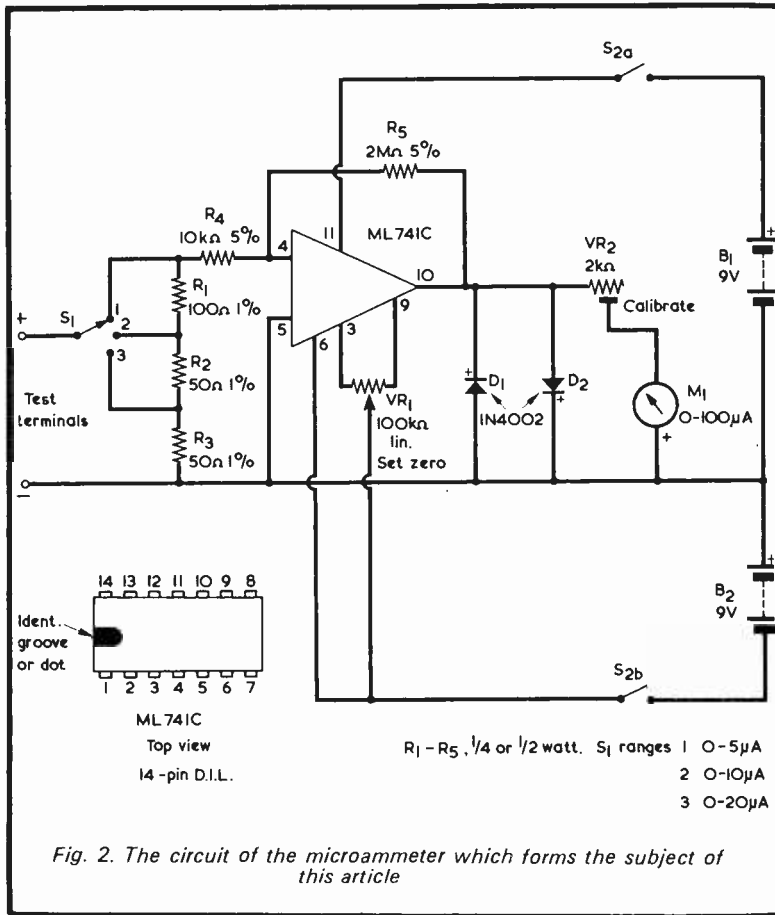 S2a
R5
2MΩ 5%
R4
10kΩ 5%
11
ML741C
4
10
VR2
2kΩ
B1
9V
+
S1
1
2
3
R1
100Ω 1%
5
6
3
9
Calibrate
+
Test
terminals
R2
50Ω 1%
VR1
100kΩ
lin.
Set zero
+
D1
D2
+
1N4002
M1
0-100µA
+
R3
50Ω 1%
−
14 13 12 11 10 9 8
Ident.
groove
or dot
1 2 3 4 5 6 7
ML741C
Top view
14-pin D.I.L.
+
B2
9V
S2b
R1-R5, 1/4 or 1/2 watt. S1 ranges 1 0-5µA
2 0-10µA
3 0-20µA
Fig. 2. The circuit of the microammeter which forms the subject of
this article